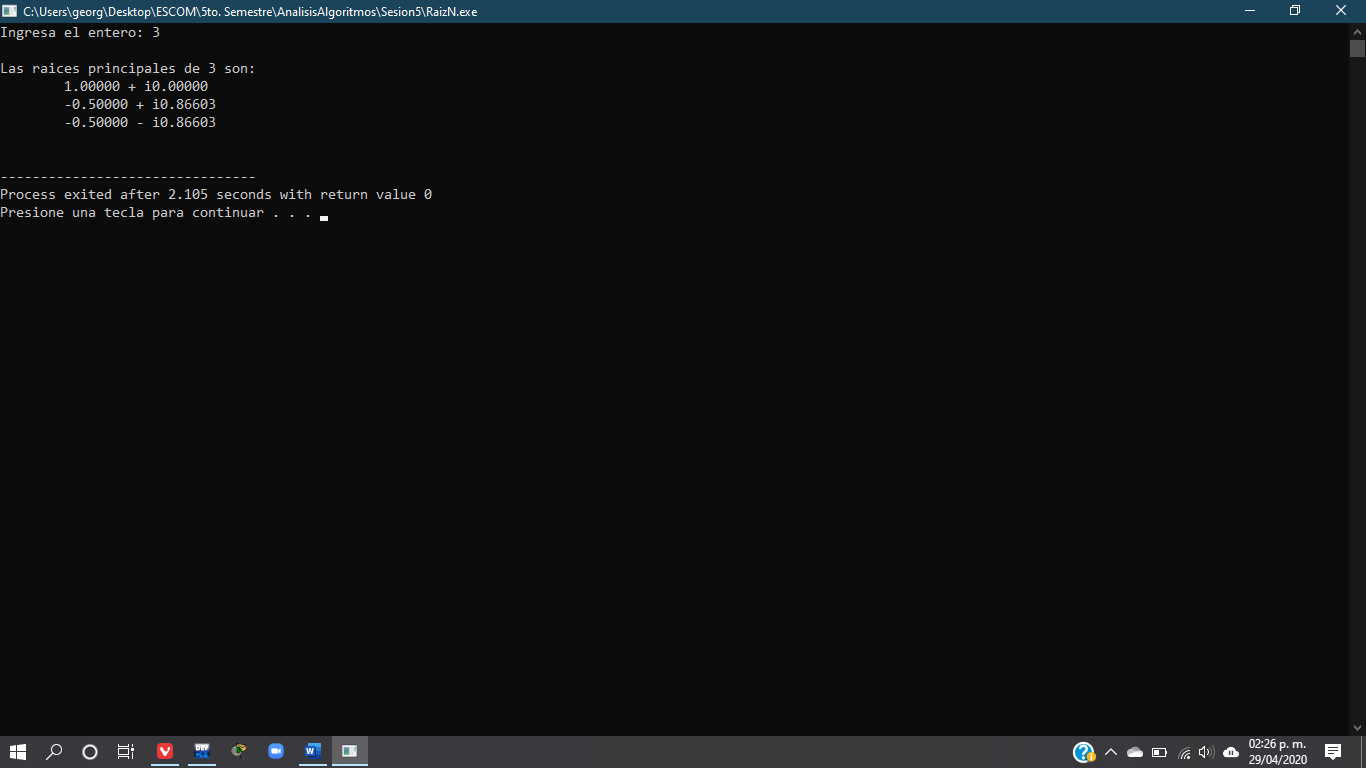 C:\Users\georg\Desktop\ESCOM\5to. Semestre\AnalisisAlgoritmos\Sesion5\RaizN.exe
Ingresa el entero: 3
Las raices principales de 3 son:
1.00000 + i0.00000
-0.50000 + i0.86603
-0.50000 - i0.86603
--------------------------------
Process exited after 2.105 seconds with return value 0
Presione una tecla para continuar . . .
DEV
W
02:26 p. m.
29/04/2020